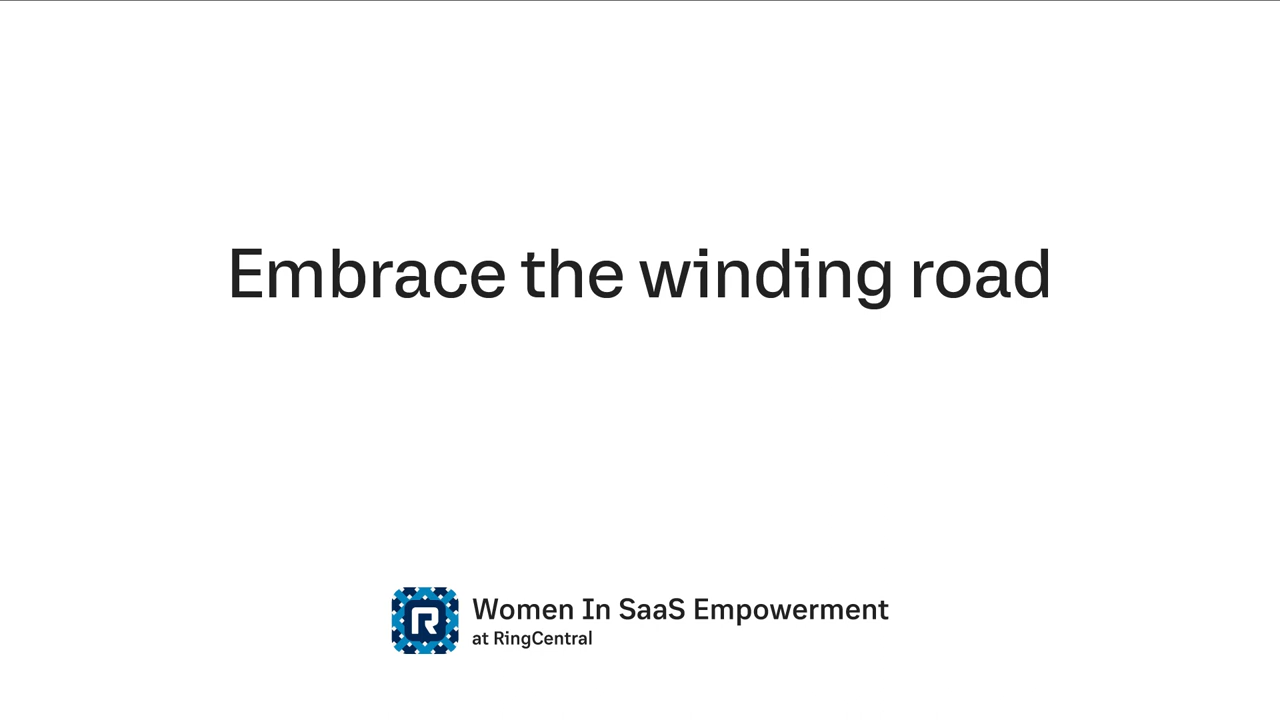 Embrace the winding road
R
Women In SaaS Empowerment
at RingCentral